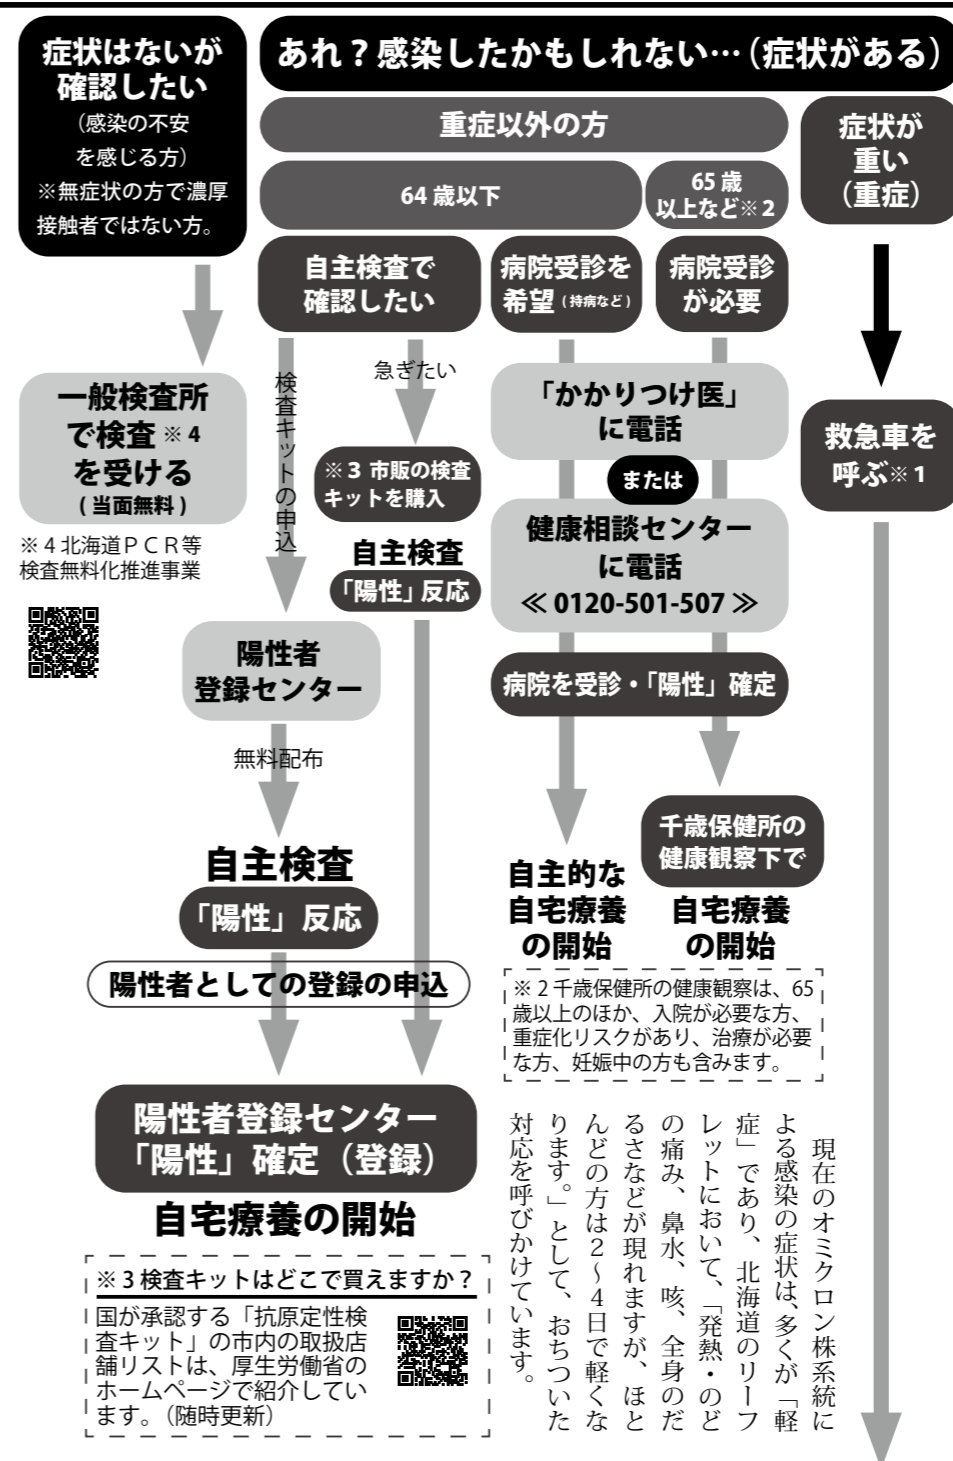 症状はないが
確認したい
（感染の不安
を感じる方）
※無症状の方で濃厚
接触者ではない方。
あれ？感染したかもしれない…（症状がある）
重症以外の方
症状が
重い
（重症）
64歳以下
65歳
以上など※2
自主検査で
確認したい
病院受診を
希望（持病など）
病院受診
が必要
一般検査所
で検査※4
を受ける
（当面無料）
※4北海道ＰＣＲ等
検査無料化推進事業
検査キットの申込
急ぎたい
※3 市販の検査
キットを購入
自主検査
「陽性」反応
「かかりつけ医」
に電話
または
健康相談センター
に電話
≪0120-501-507≫
救急車を
呼ぶ※1
陽性者
登録センター
無料配布
自主検査
「陽性」反応
陽性者としての登録の申込
陽性者登録センター
「陽性」確定（登録）
自宅療養の開始
病院を受診・「陽性」確定
自主的な
自宅療養
の開始
千歳保健所の
健康観察下で
自宅療養
の開始
※2千歳保健所の健康観察は、65
歳以上のほか、入院が必要な方、
重症化リスクがあり、治療が必要
な方、妊娠中の方も含みます。
※3検査キットはどこで買えますか？
国が承認する「抗原定性検
査キット」の市内の取扱店
舗リストは、厚生労働省の
ホームページで紹介してい
ます。（随時更新）
現在のオミクロン株系統に
よる感染の症状は、多くが「軽
症」であり、北海道のリーフ
レットにおいて、「発熱・のど
の痛み、鼻水、咳、全身のだ
るさなどが現れますが、ほと
んどの方は２～４日で軽くな
ります。」として、おちついた
対応を呼びかけています。